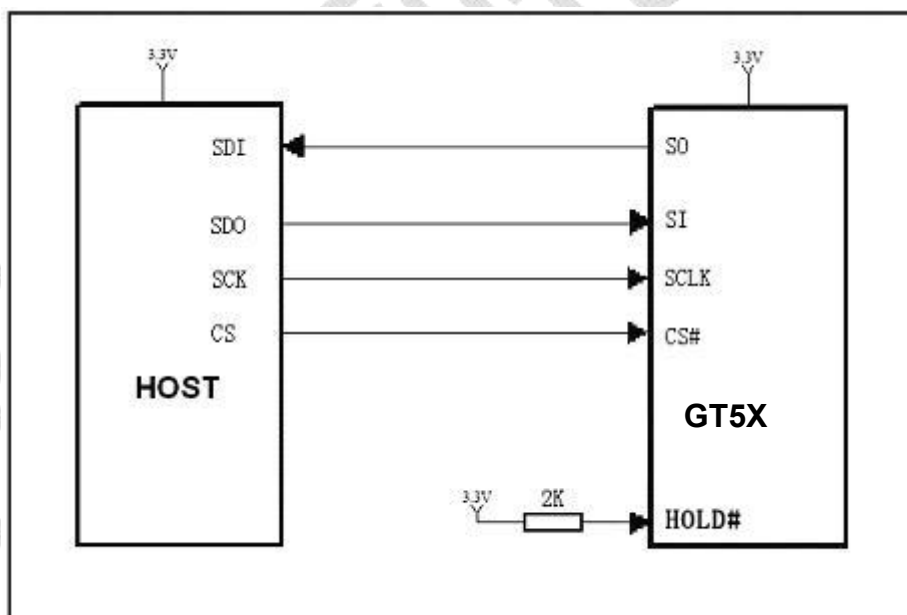 3.3V
3.3V
SDI
SO
SDO
SI
SCK
SCLK
CS
CS#
HOST
GT5X
3.3V
2K
HOLD#